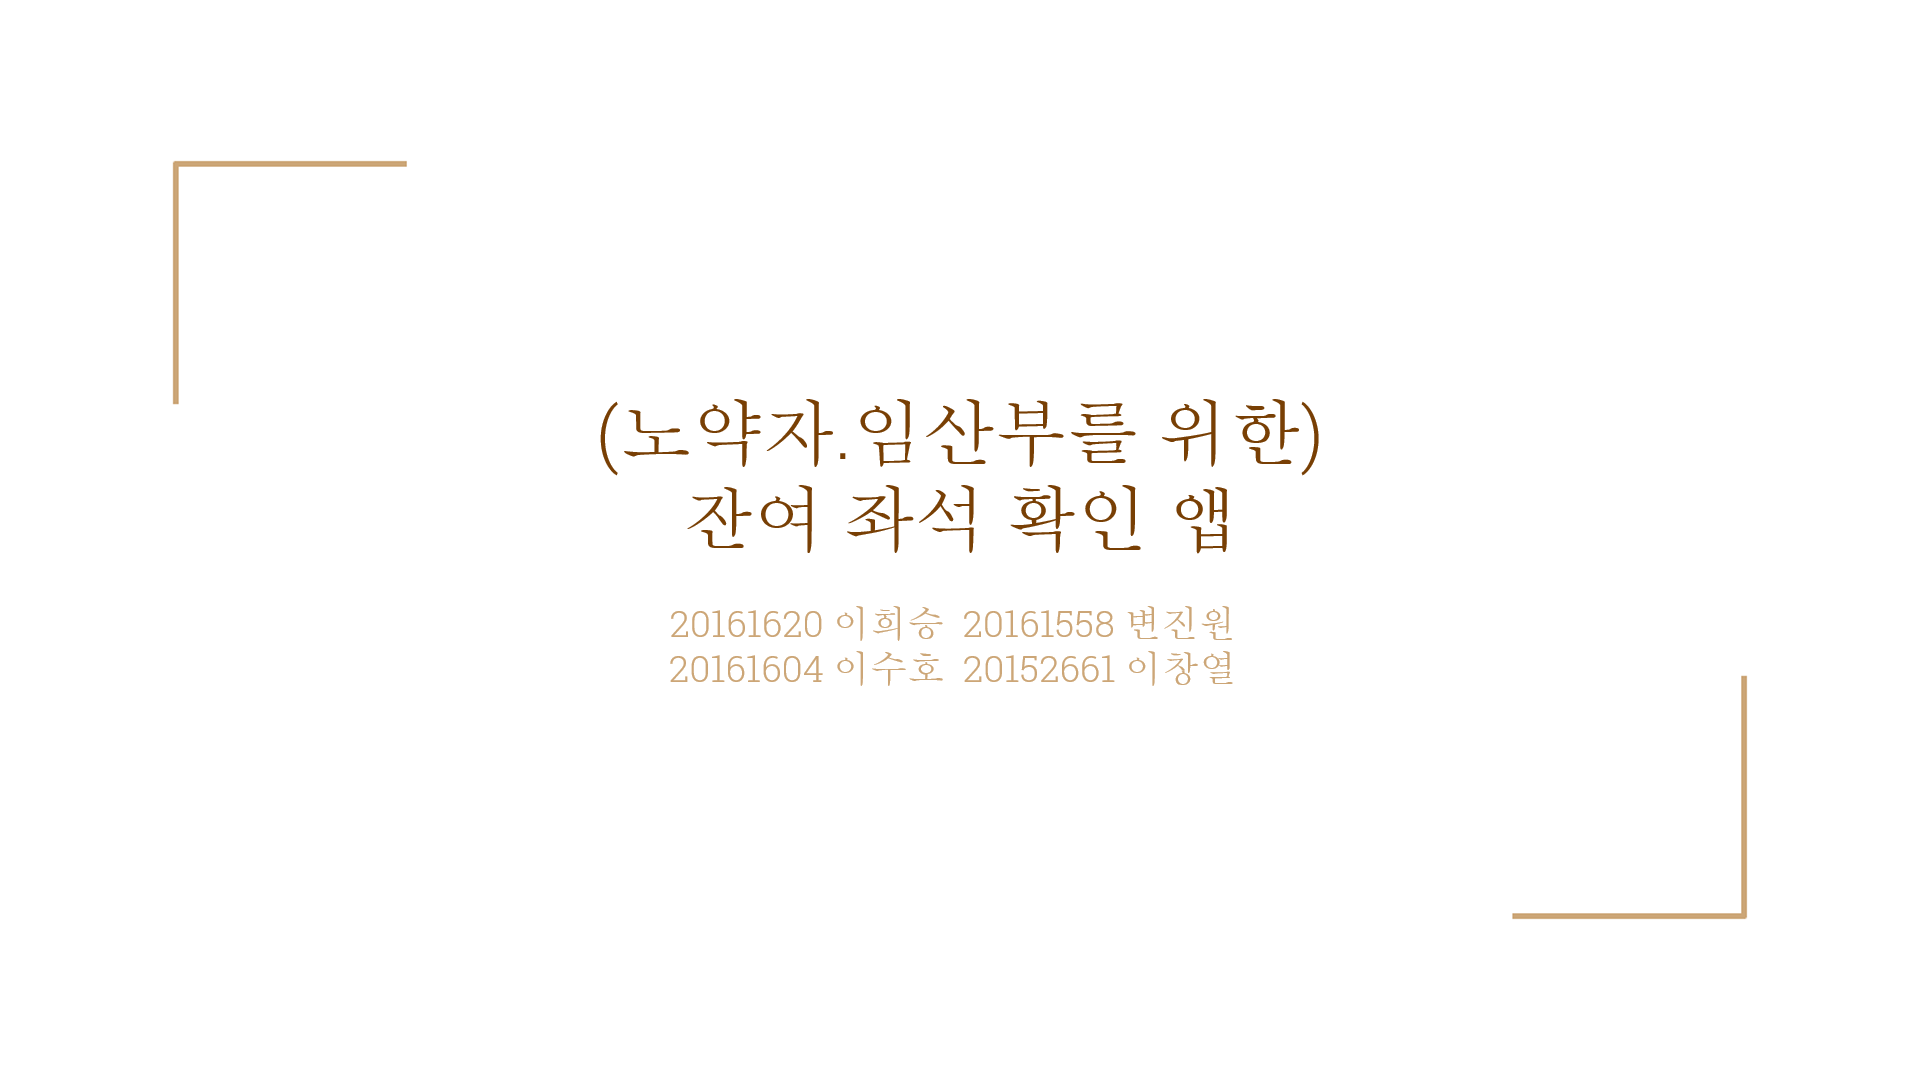 (노약자.임산부를 위한)
잔여 좌석 확인 앱
20161620 이희승 20161558 변진원
20161604 이수호 20152661 이창열